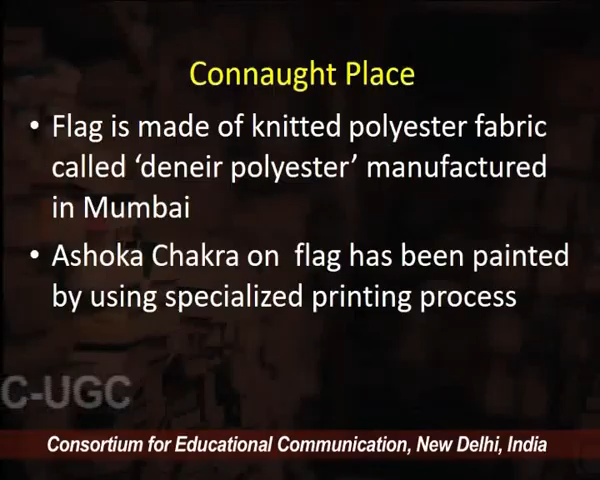 Connaught Place
• Flag is made of knitted polyester fabric
called ‘deneir polyester’ manufactured
in Mumbai
• Ashoka Chakra on flag has been painted
by using specialized printing process
C-UGC
Consortium for Educational Communication, New Delhi, India